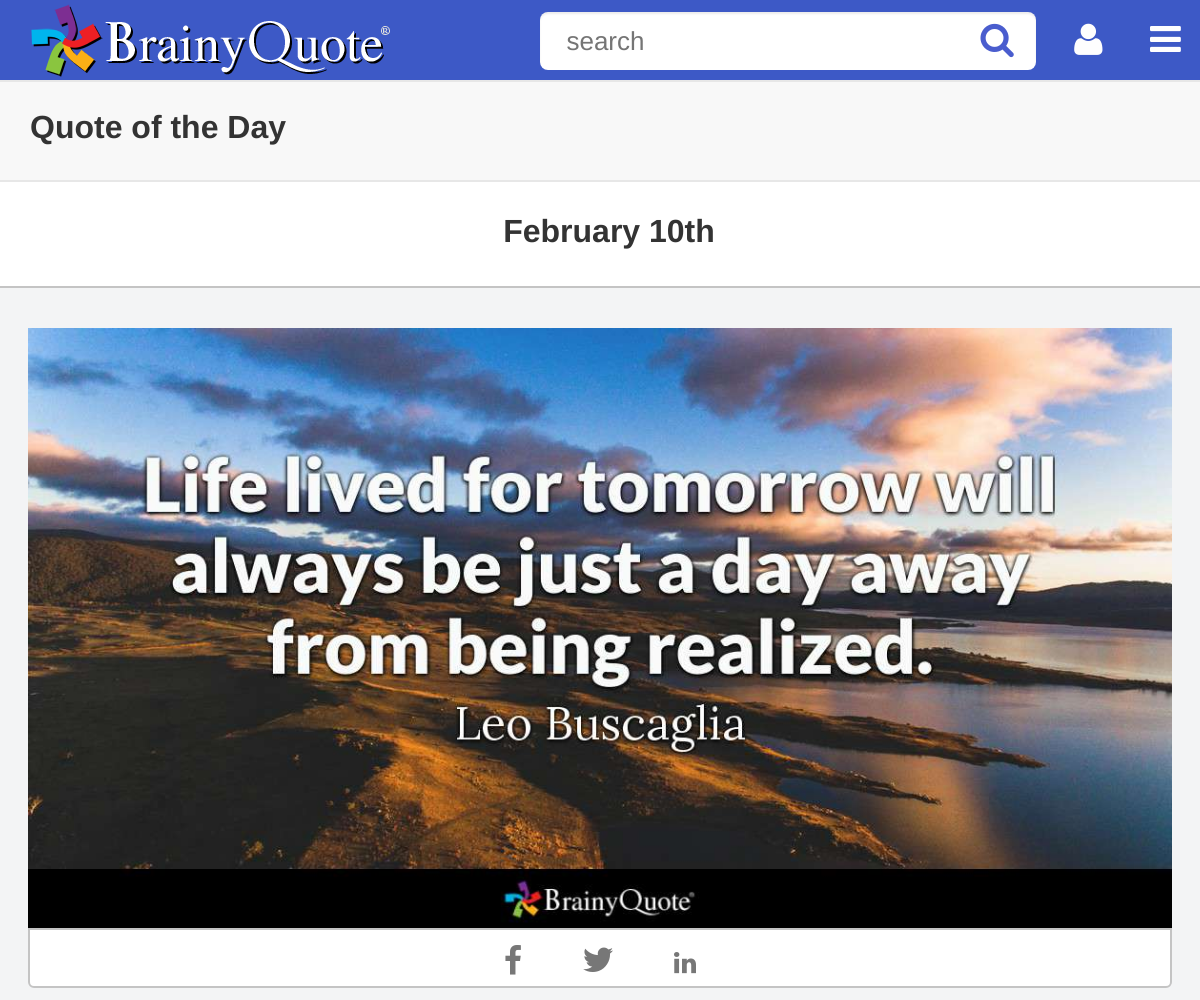 BrainyQuote®
search
Quote of the Day
February 10th
Life lived for tomorrow will
always be just a day away
from being realized.
Leo Buscaglia
BrainyQuote®